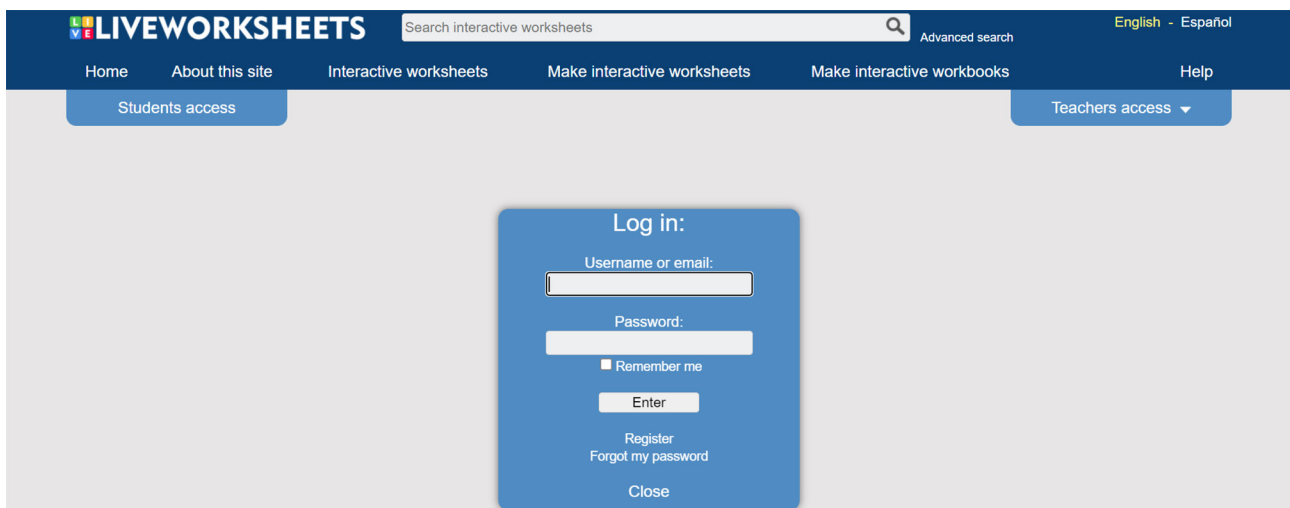 LIVE LIVEWORKSHEETS Search interactive worksheets Advanced search English - Español
Home About this site Interactive worksheets Make interactive worksheets Make interactive workbooks Help
Students access Teachers access
Log in:
Username or email:
Password:
Remember me
Enter
Register
Forgot my password
Close